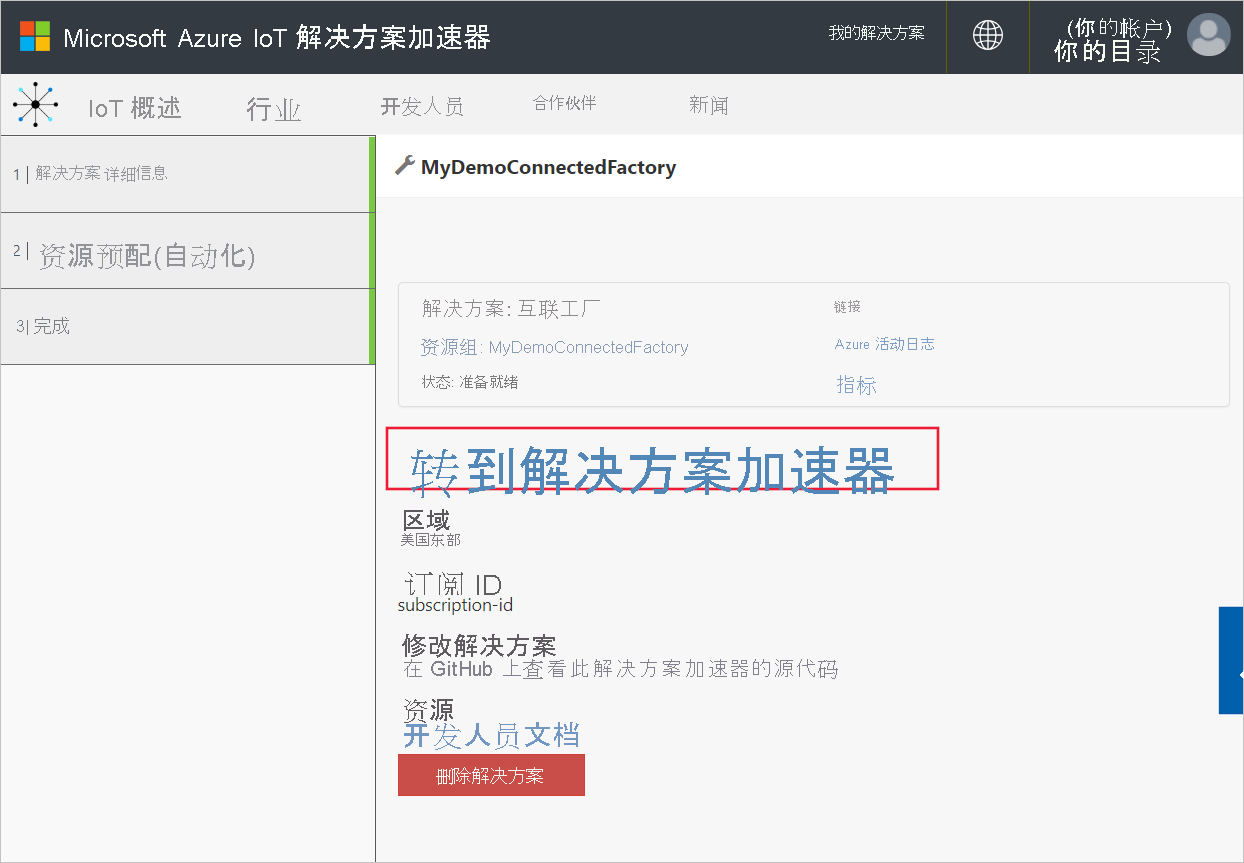 Microsoft Azure IoT 解决方案加速器
我的解决方案
(你的帐户)
你的目录
IoT 概述
行业
开发人员
合作伙伴
新闻
1| 解决方案 详细信息
2| 资源预配(自动化)
3| 完成
MyDemoConnectedFactory
解决方案: 互联工厂
资源组: MyDemoConnectedFactory
状态: 准备就绪
链接
Azure 活动日志
指标
转到解决方案加速器
区域
美国东部
订阅 ID
subscription-id
修改解决方案
在 GitHub 上查看此解决方案加速器的源代码
资源
开发人员文档
删除解决方案